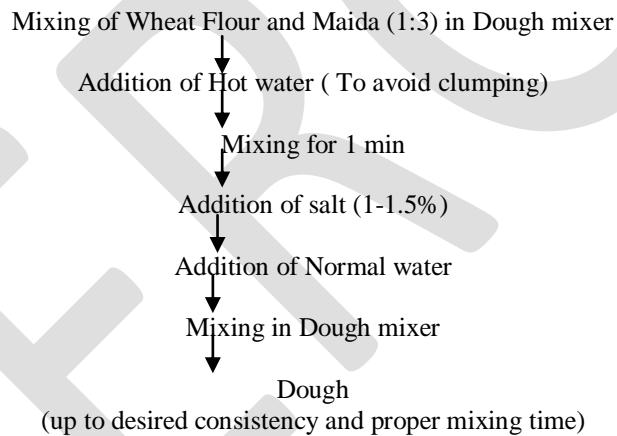 Mixing of Wheat Flour and Maida (1:3) in Dough mixer
Addition of Hot water ( To avoid clumping)
Mixing for 1 min
Addition of salt (1-1.5%)
Addition of Normal water
Mixing in Dough mixer
Dough
(up to desired consistency and proper mixing time)